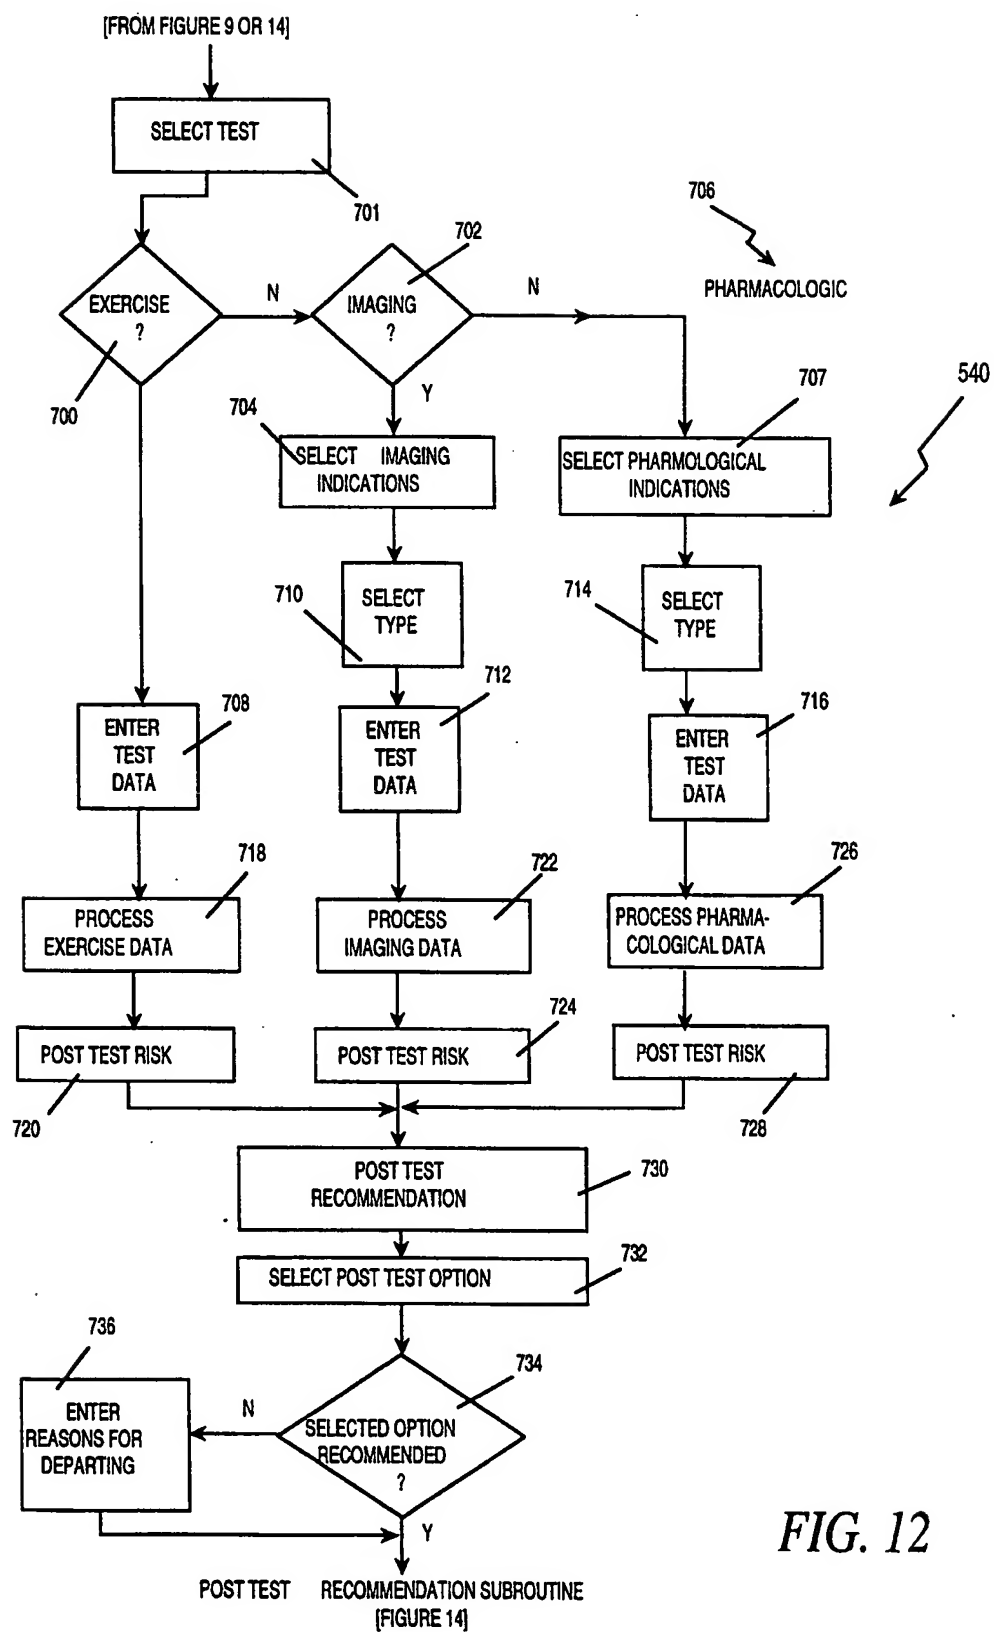 [FROM FIGURE 9 OR 14]
SELECT TEST
701
706
702
EXERCISE
?
N
IMAGING
?
N
PHARMACOLOGIC
700
Y
704
707
540
SELECT IMAGING
INDICATIONS
SELECT PHARMOLOGICAL
INDICATIONS
710
SELECT
TYPE
714
SELECT
TYPE
708
712
716
ENTER
TEST
DATA
ENTER
TEST
DATA
ENTER
TEST
DATA
718
722
726
PROCESS
EXERCISE DATA
PROCESS
IMAGING DATA
PROCESS PHARMA-
COLOGICAL DATA
724
POST TEST RISK
POST TEST RISK
POST TEST RISK
720
728
POST TEST
RECOMMENDATION
730
SELECT POST TEST OPTION
732
736
734
ENTER
REASONS FOR
DEPARTING
N
SELECTED OPTION
RECOMMENDED
?
Y
FIG. 12
POST TEST RECOMMENDATION SUBROUTINE
[FIGURE 14]